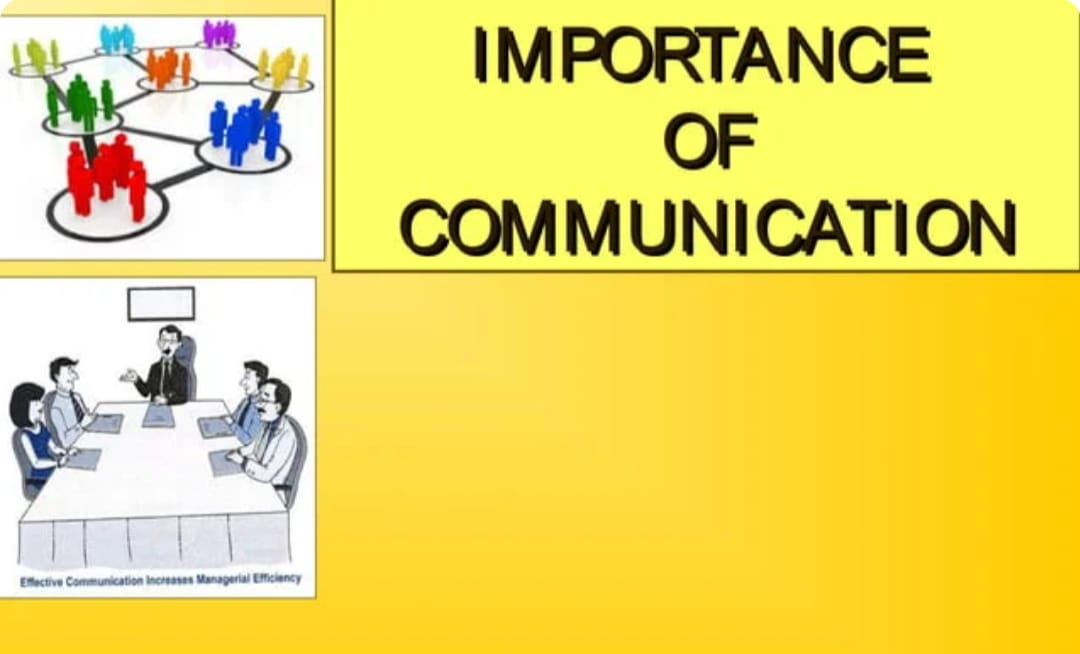 IMPORTANCE
OF
COMMUNICATION
Effective Communication Increases Managerial Efficiency